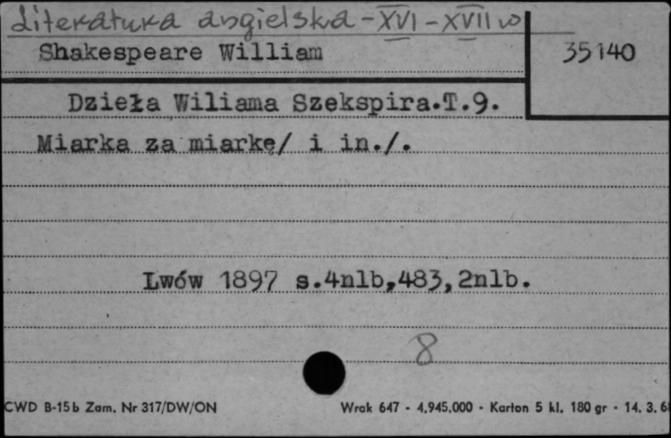 Literatura angielska - XVI - XVII w
Shakespeare William
35140
Dzieła Wiliama Szekspira.T.9.
Miarka za miarkę/ i in./.
Lwów 1897 s.4nlb,483,2nlb.
8
CWD B-15b Zam. Nr 317/DW/ON
Wrak 647 - 4.945.000 - Karton 5 kl. 180 gr - 14. 3. 6